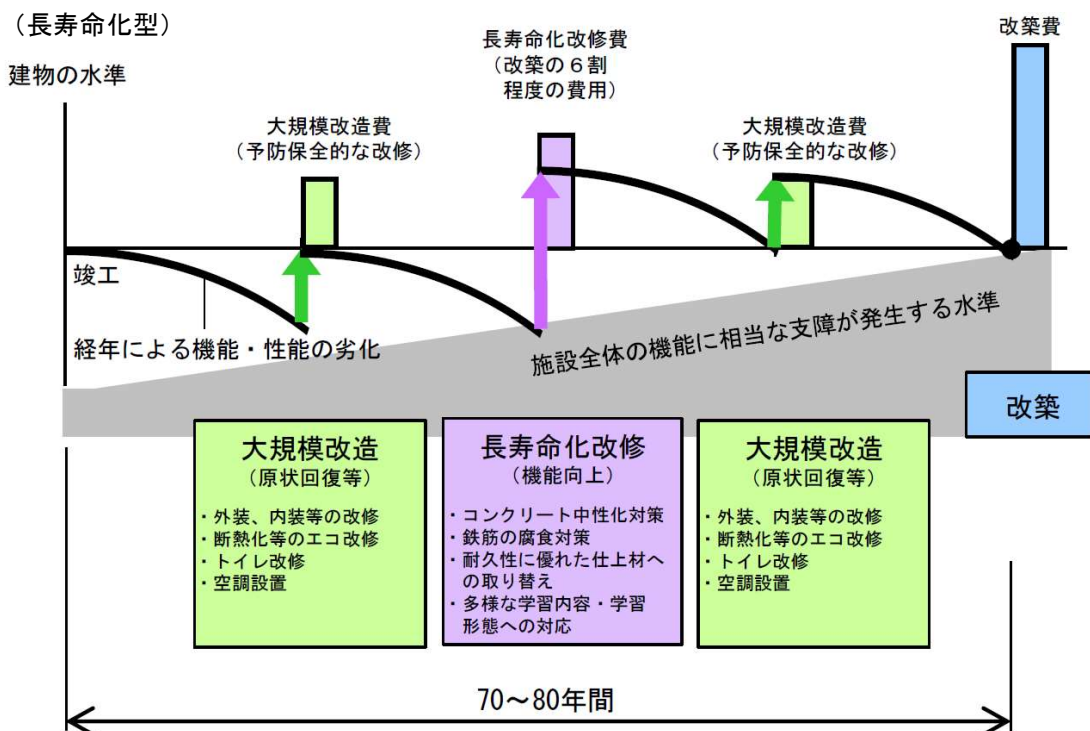 （長寿命化型）
建物の水準
大規模改造費
（予防保全的な改修）
長寿命化改修費
（改築の６割
程度の費用）
大規模改造費
（予防保全的な改修）
改築費
竣工
経年による機能・性能の劣化
施設全体の機能に相当な支障が発生する水準
改築
大規模改造
（原状回復等）
・外装、内装等の改修
・断熱化等のエコ改修
・トイレ改修
・空調設置
長寿命化改修
（機能向上）
・コンクリート中性化対策
・鉄筋の腐食対策
・耐久性に優れた仕上材へ
の取り替え
・多様な学習内容・学習
形態への対応
大規模改造
（原状回復等）
・外装、内装等の改修
・断熱化等のエコ改修
・トイレ改修
・空調設置
70～80年間